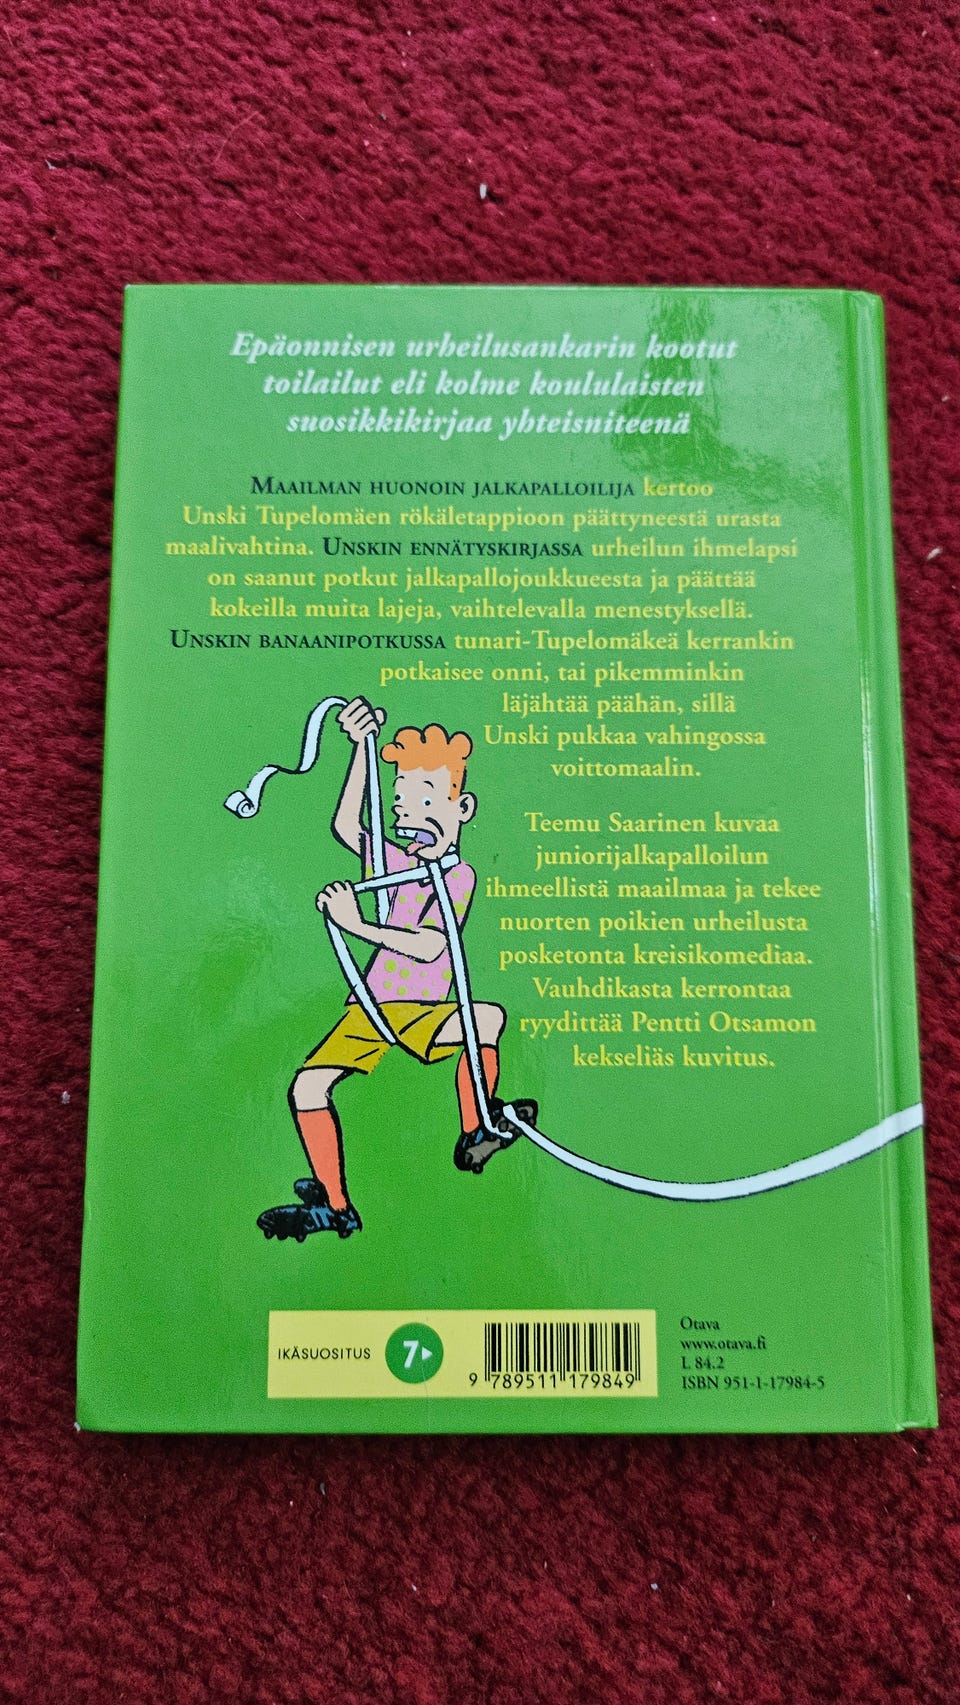 Epäonnisen urheilusankarin kootut
toilailut eli kolme koululaisten
suosikkikirjaa yhteisniteenä
MAAILMAN HUONOIN JALKAPALLOILIJA kertoo
Unski Tupelomäen rökäletappioon päättyneestä urasta
maalivahtina. UNSKIN ENNÄTYSKIRJASSA urheilun ihmelapsi
on saanut potkut jalkapallojoukkueesta ja päättää
kokeilla muita lajeja, vaihtelevalla menestyksellä.
UNSKIN BANAANIPOTKUSSA tunari-Tupelomäkeä kerrankin
potkaisee onni, tai pikemminkin
läjähtää päähän, sillä
Unski pukkaa vahingossa
voittomaalin.
Teemu Saarinen kuvaa
juniorijalkapalloilun
ihmeellistä maailmaa ja tekee
nuorten poikien urheilusta
posketonta kreisikomediaa.
Vauhdikasta kerrontaa
ryydittää Pentti Otsamon
kekseliäs kuvitus.
IKÄSUOSITUS 7
9 789511 179849
Otava
www.otava.fi
L 84.2
ISBN 951-1-17984-5